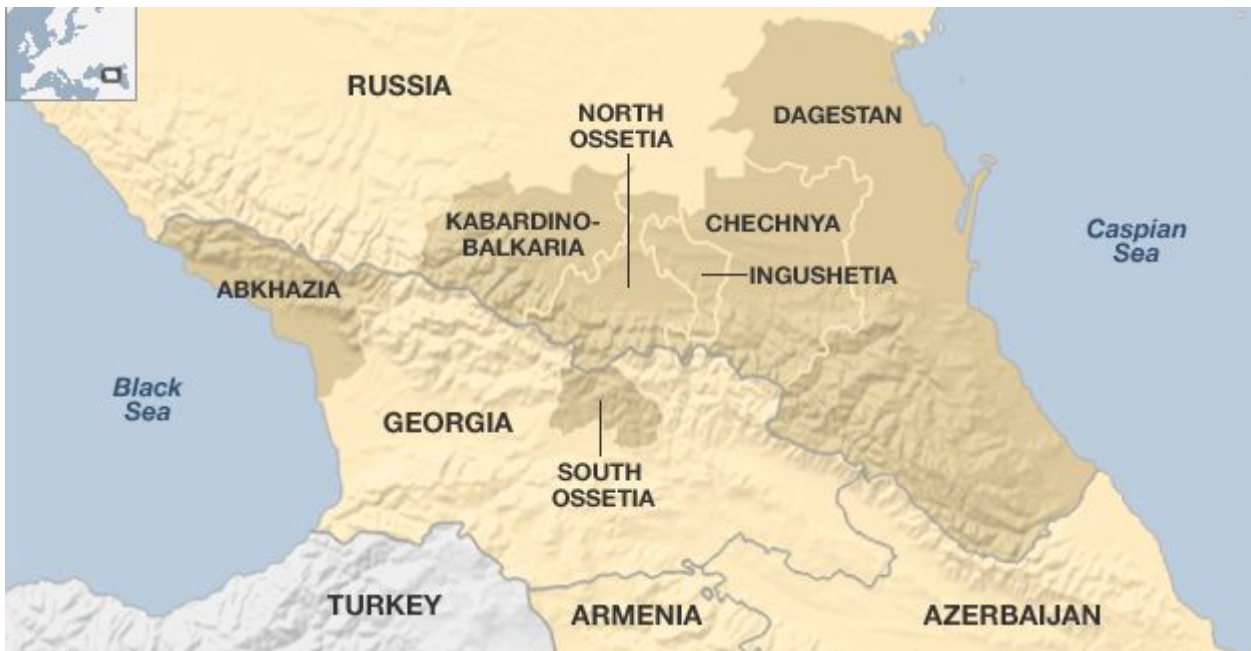 RUSSIA
NORTH
OSSETIA
DAGESTAN
KABARDINO-
BALKARIA
CHECHNYA
Caspian
Sea
INGUSHETIA
ABKHAZIA
Black
Sea
GEORGIA
SOUTH
OSSETIA
TURKEY
ARMENIA
AZERBAIJAN